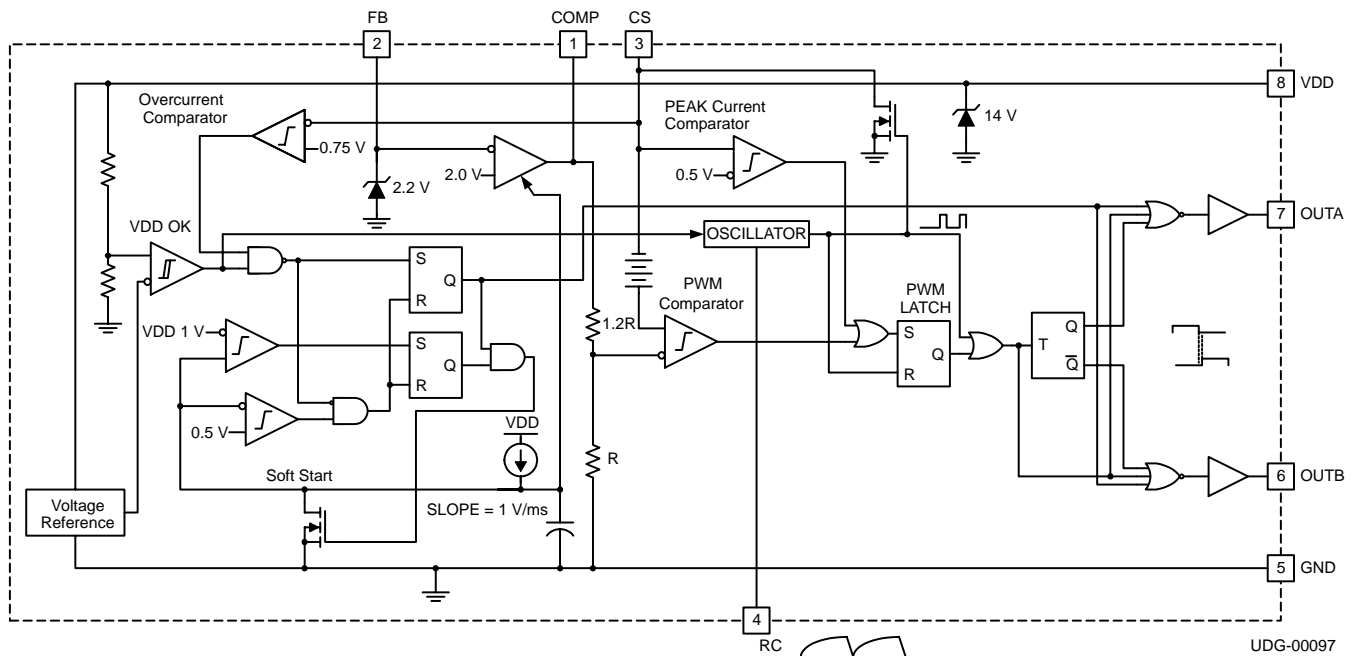 FB
COMP
CS
2
1
3
8 VDD
Overcurrent
Comparator
PEAK Current
Comparator
14 V
0.75 V
2.2 V
2.0 V
0.5 V
7 OUTA
VDD OK
OSCILLATOR
S
Q
R
PWM
Comparator
PWM
LATCH
1.2R
S
Q
R
T
Q
Q̅
VDD 1 V
S
Q
R
0.5 V
VDD
R
Soft Start
SLOPE = 1 V/ms
6 OUTB
Voltage
Reference
5 GND
4
RC
UDG-00097